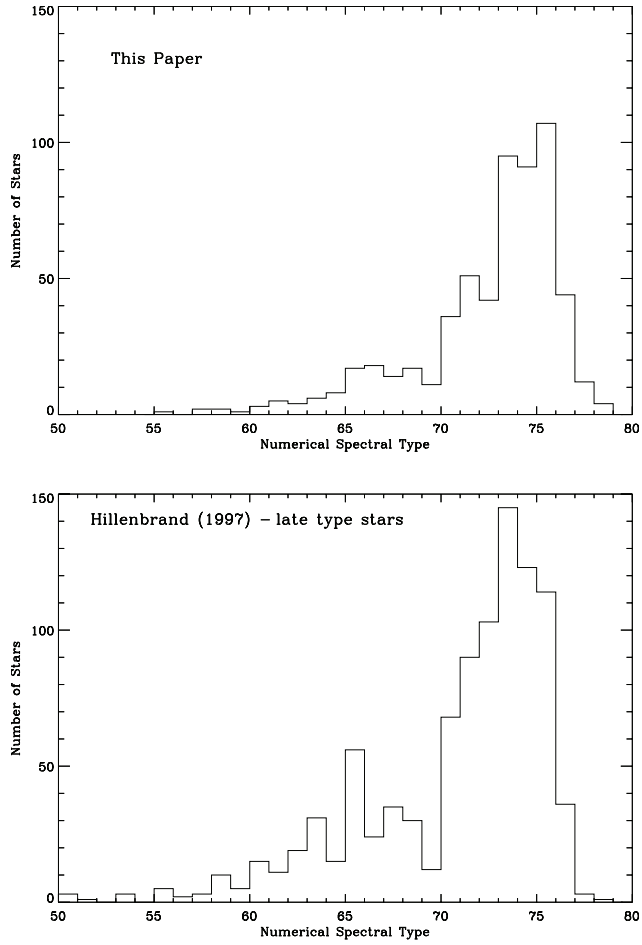 150
This Paper
100
Number of Stars
50
0
50 55 60 65 70 75 80
Numerical Spectral Type
150
Hillenbrand (1997) – late type stars
100
Number of Stars
50
0
50 55 60 65 70 75 80
Numerical Spectral Type